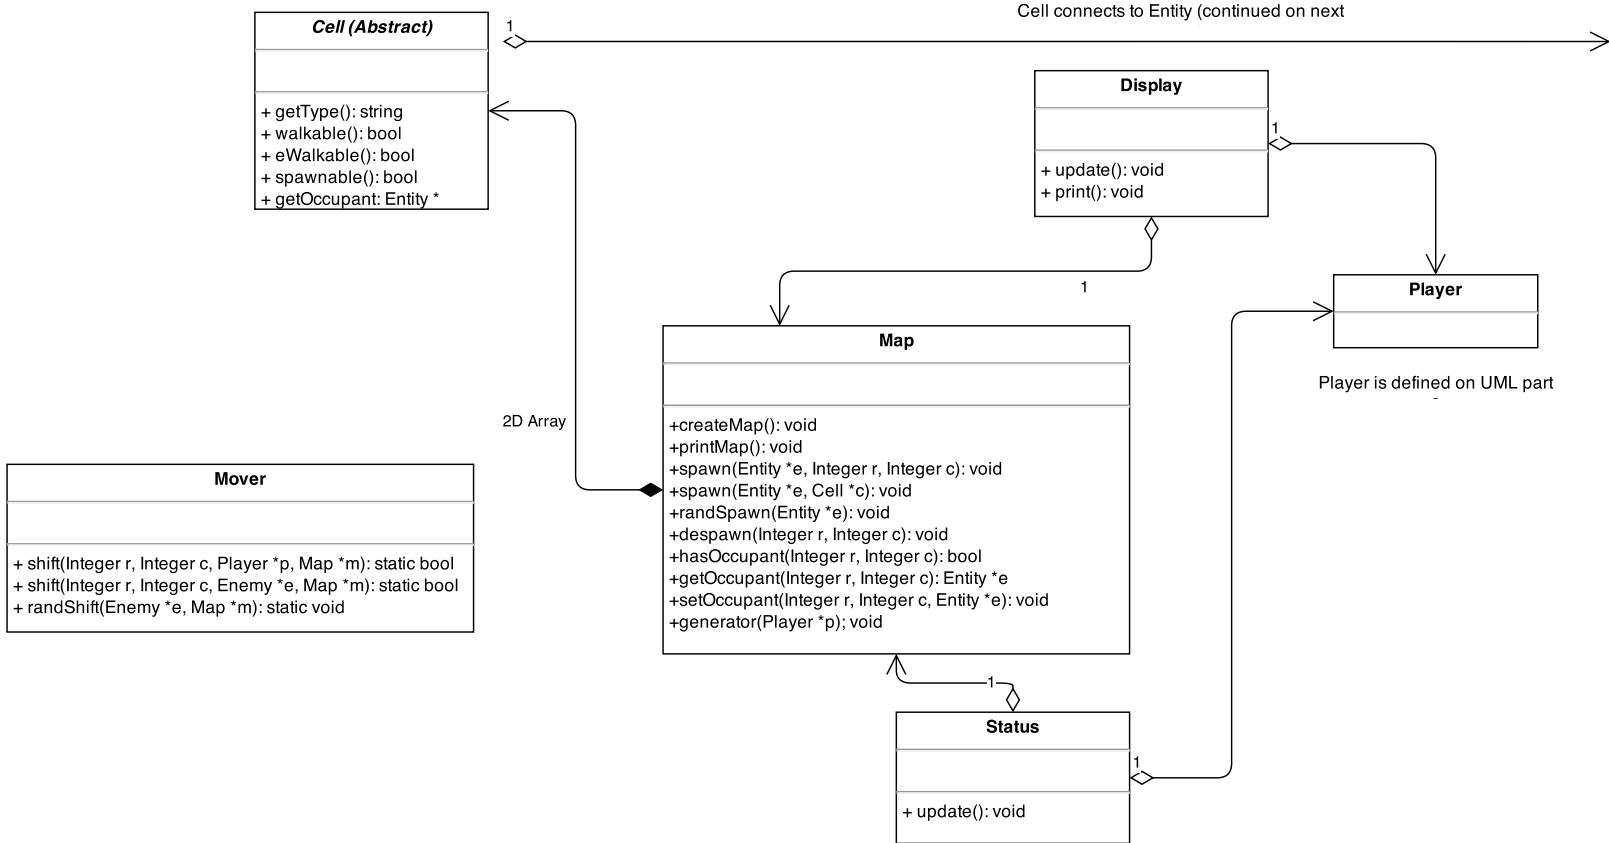 Cell connects to Entity (continued on next
Cell (Abstract)
1
+ getType(): string
+ walkable(): bool
+ eWalkable(): bool
+ spawnable(): bool
+ getOccupant: Entity *
Display
1
+ update(): void
+ print(): void
1
Player
Player is defined on UML part
Map
2D Array
+createMap(): void
+printMap(): void
+spawn(Entity *e, Integer r, Integer c): void
+spawn(Entity *e, Cell *c): void
+randSpawn(Entity *e): void
+despawn(Integer r, Integer c): void
+hasOccupant(Integer r, Integer c): bool
+getOccupant(Integer r, Integer c): Entity *e
+setOccupant(Integer r, Integer c, Entity *e): void
+generator(Player *p); void
Mover
+ shift(Integer r, Integer c, Player *p, Map *m): static bool
+ shift(Integer r, Integer c, Enemy *e, Map *m): static bool
+ randShift(Enemy *e, Map *m): static void
1
Status
1
+ update(): void